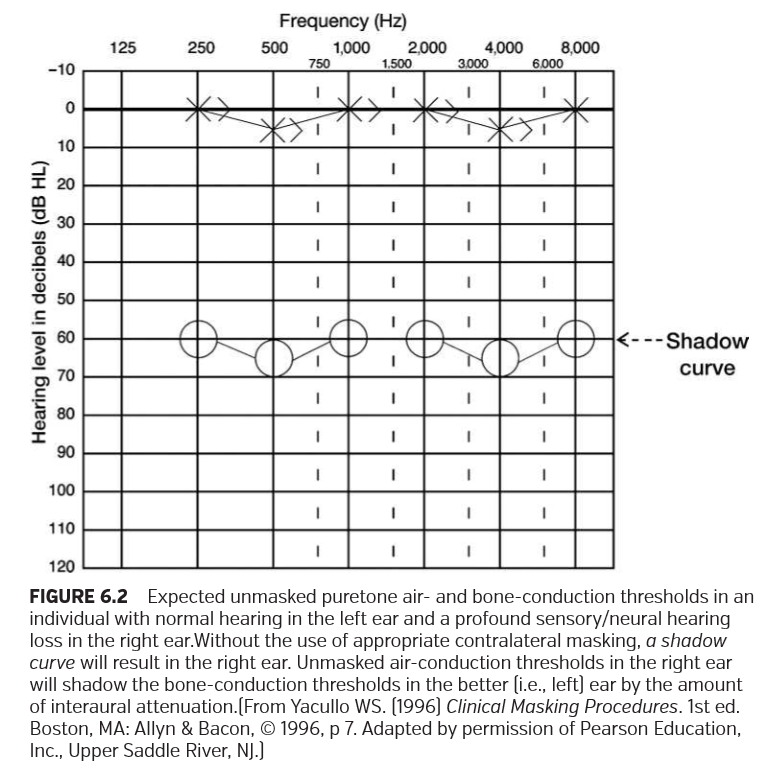 Frequency (Hz)
125 250 500 1,000 2,000 4,000 8,000
750 1,500 3,000 6,000
Hearing level in decibels (dB HL)
–10
0
10
20
30
40
50
60
70
80
90
100
110
120
Shadow
curve
FIGURE 6.2 Expected unmasked puretone air- and bone-conduction thresholds in an
individual with normal hearing in the left ear and a profound sensory/neural hearing
loss in the right ear.Without the use of appropriate contralateral masking, a shadow
curve will result in the right ear. Unmasked air-conduction thresholds in the right ear
will shadow the bone-conduction thresholds in the better (i.e., left) ear by the amount
of interaural attenuation.(From Yacullo WS. (1996) Clinical Masking Procedures. 1st ed.
Boston, MA: Allyn & Bacon, © 1996, p 7. Adapted by permission of Pearson Education,
Inc., Upper Saddle River, NJ.)